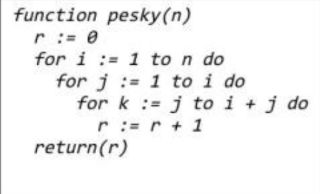 function pesky(n)
r := 0
for i := 1 to n do
for j := 1 to i do
for k := j to i + j do
r := r + 1
return(r)